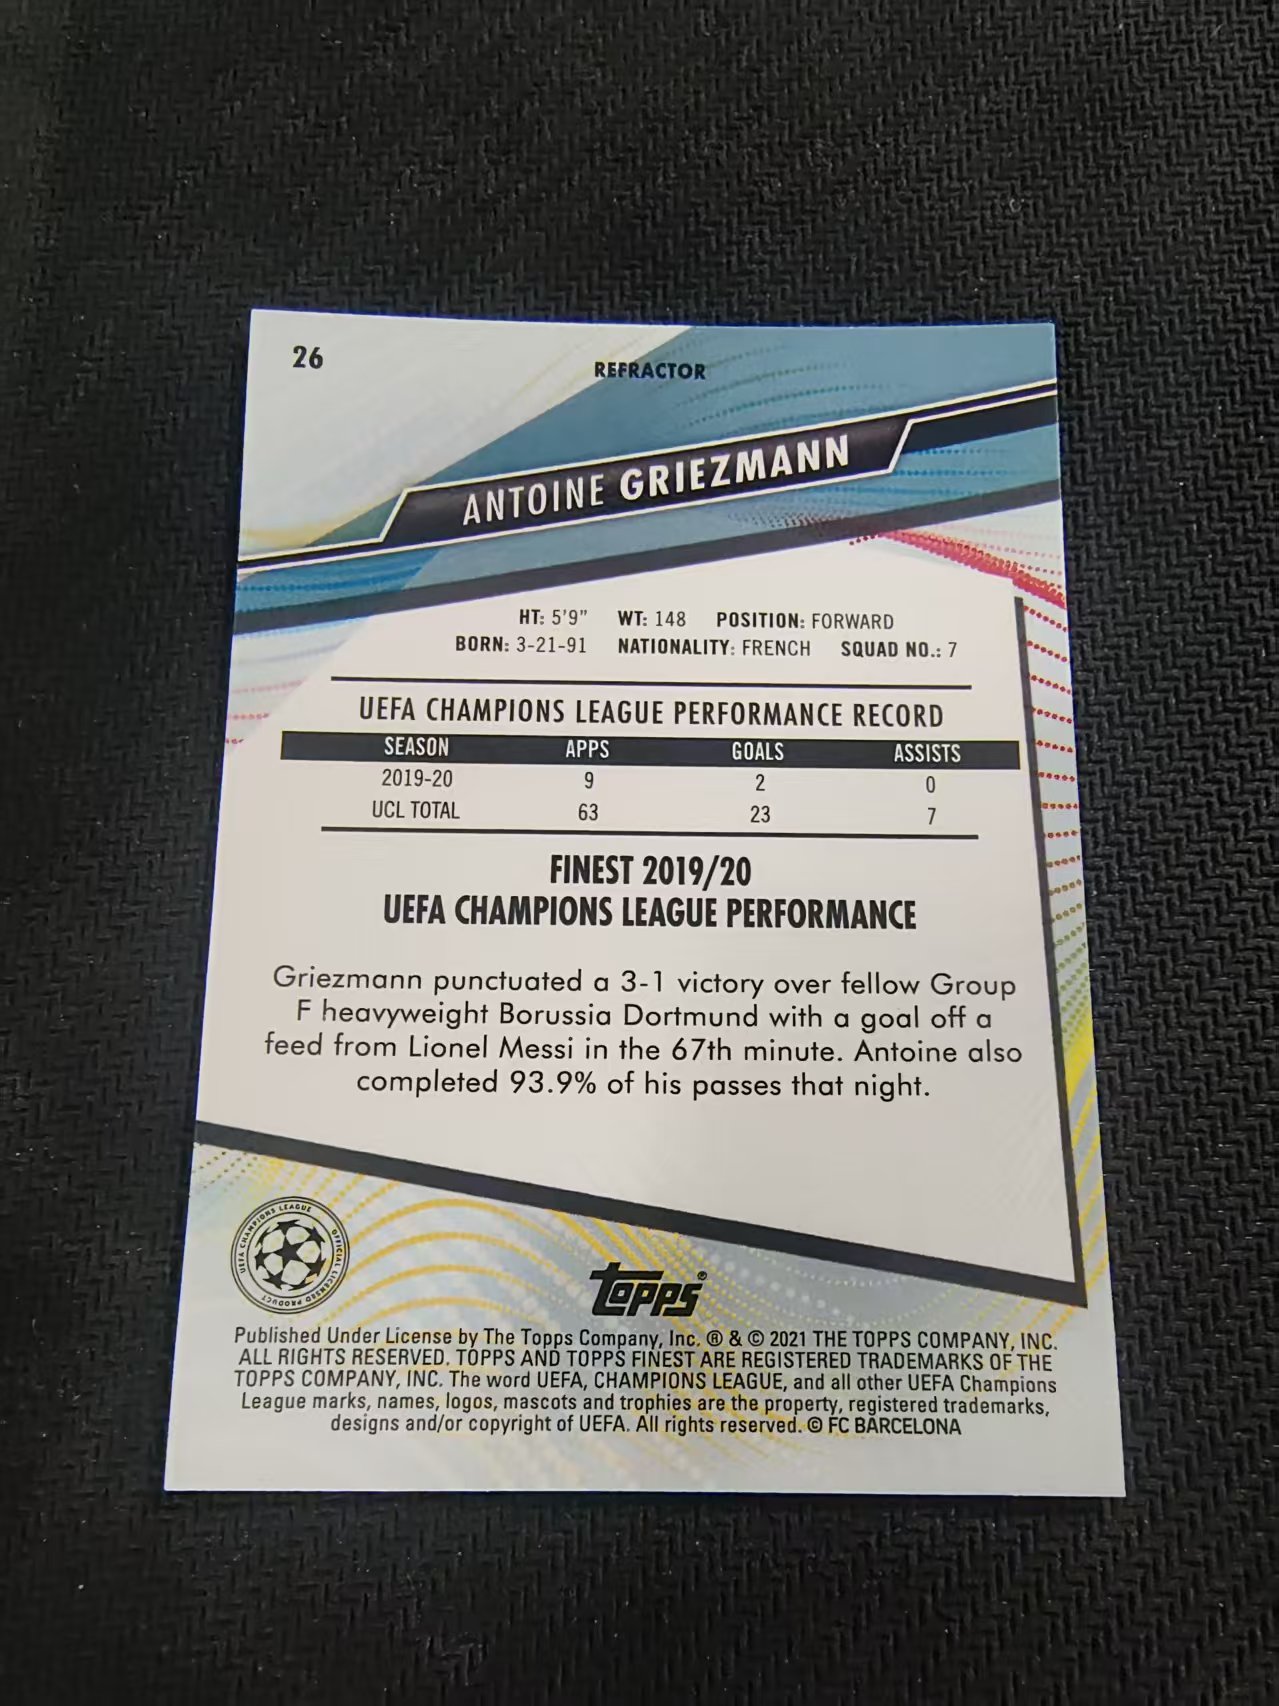 26
REFRACTOR
ANTOINE GRIEZMANN
HT: 5'9" WT: 148 POSITION: FORWARD
BORN: 3-21-91 NATIONALITY: FRENCH SQUAD NO.: 7
UEFA CHAMPIONS LEAGUE PERFORMANCE RECORD
SEASON APPS GOALS ASSISTS
2019-20 9 2 0
UCL TOTAL 63 23 7
FINEST 2019/20
UEFA CHAMPIONS LEAGUE PERFORMANCE
Griezmann punctuated a 3-1 victory over fellow Group
F heavyweight Borussia Dortmund with a goal off a
feed from Lionel Messi in the 67th minute. Antoine also
completed 93.9% of his passes that night.
UEFA CHAMPIONS LEAGUE OFFICIAL LICENSED PRODUCT
Topps®
Published Under License by The Topps Company, Inc. ® & © 2021 THE TOPPS COMPANY, INC.
ALL RIGHTS RESERVED. TOPPS AND TOPPS FINEST ARE REGISTERED TRADEMARKS OF THE
TOPPS COMPANY, INC. The word UEFA, CHAMPIONS LEAGUE, and all other UEFA Champions
League marks, names, logos, mascots and trophies are the property, registered trademarks,
designs and/or copyright of UEFA. All rights reserved. © FC BARCELONA